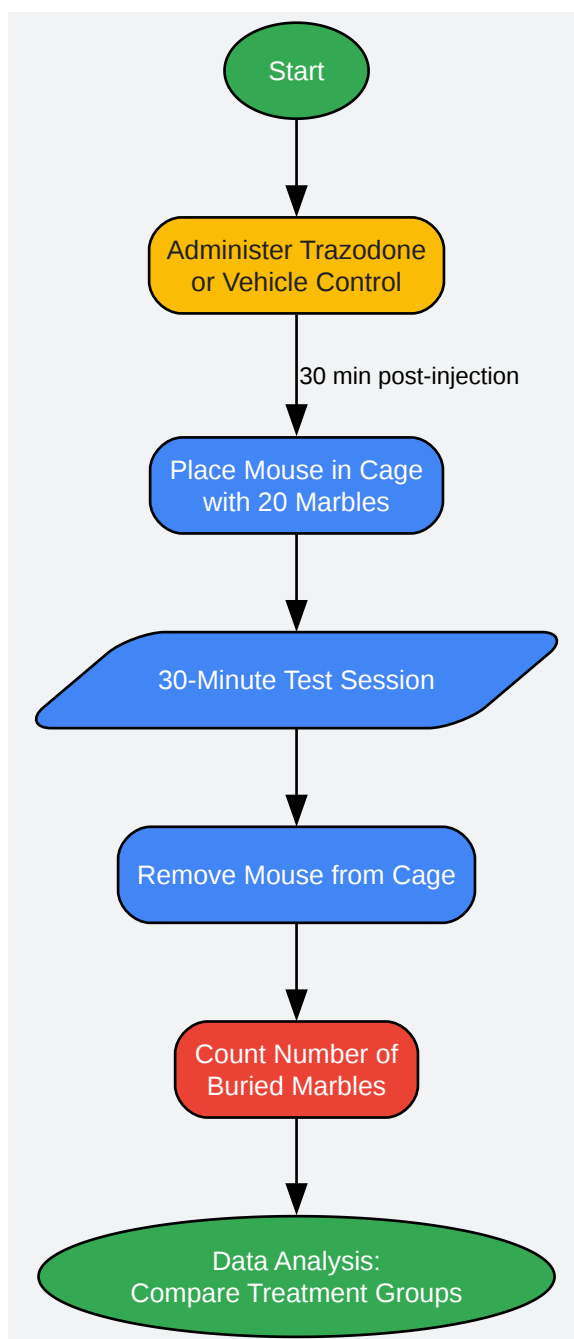 Start
Administer Trazodone
or Vehicle Control
30 min post-injection
Place Mouse in Cage
with 20 Marbles
30-Minute Test Session
Remove Mouse from Cage
Count Number of
Buried Marbles
Data Analysis:
Compare Treatment Groups